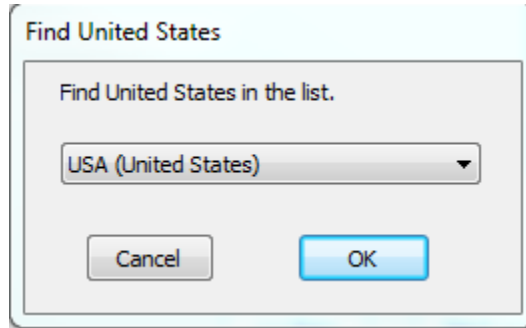 Find United States
Find United States in the list.
USA (United States)
Cancel OK